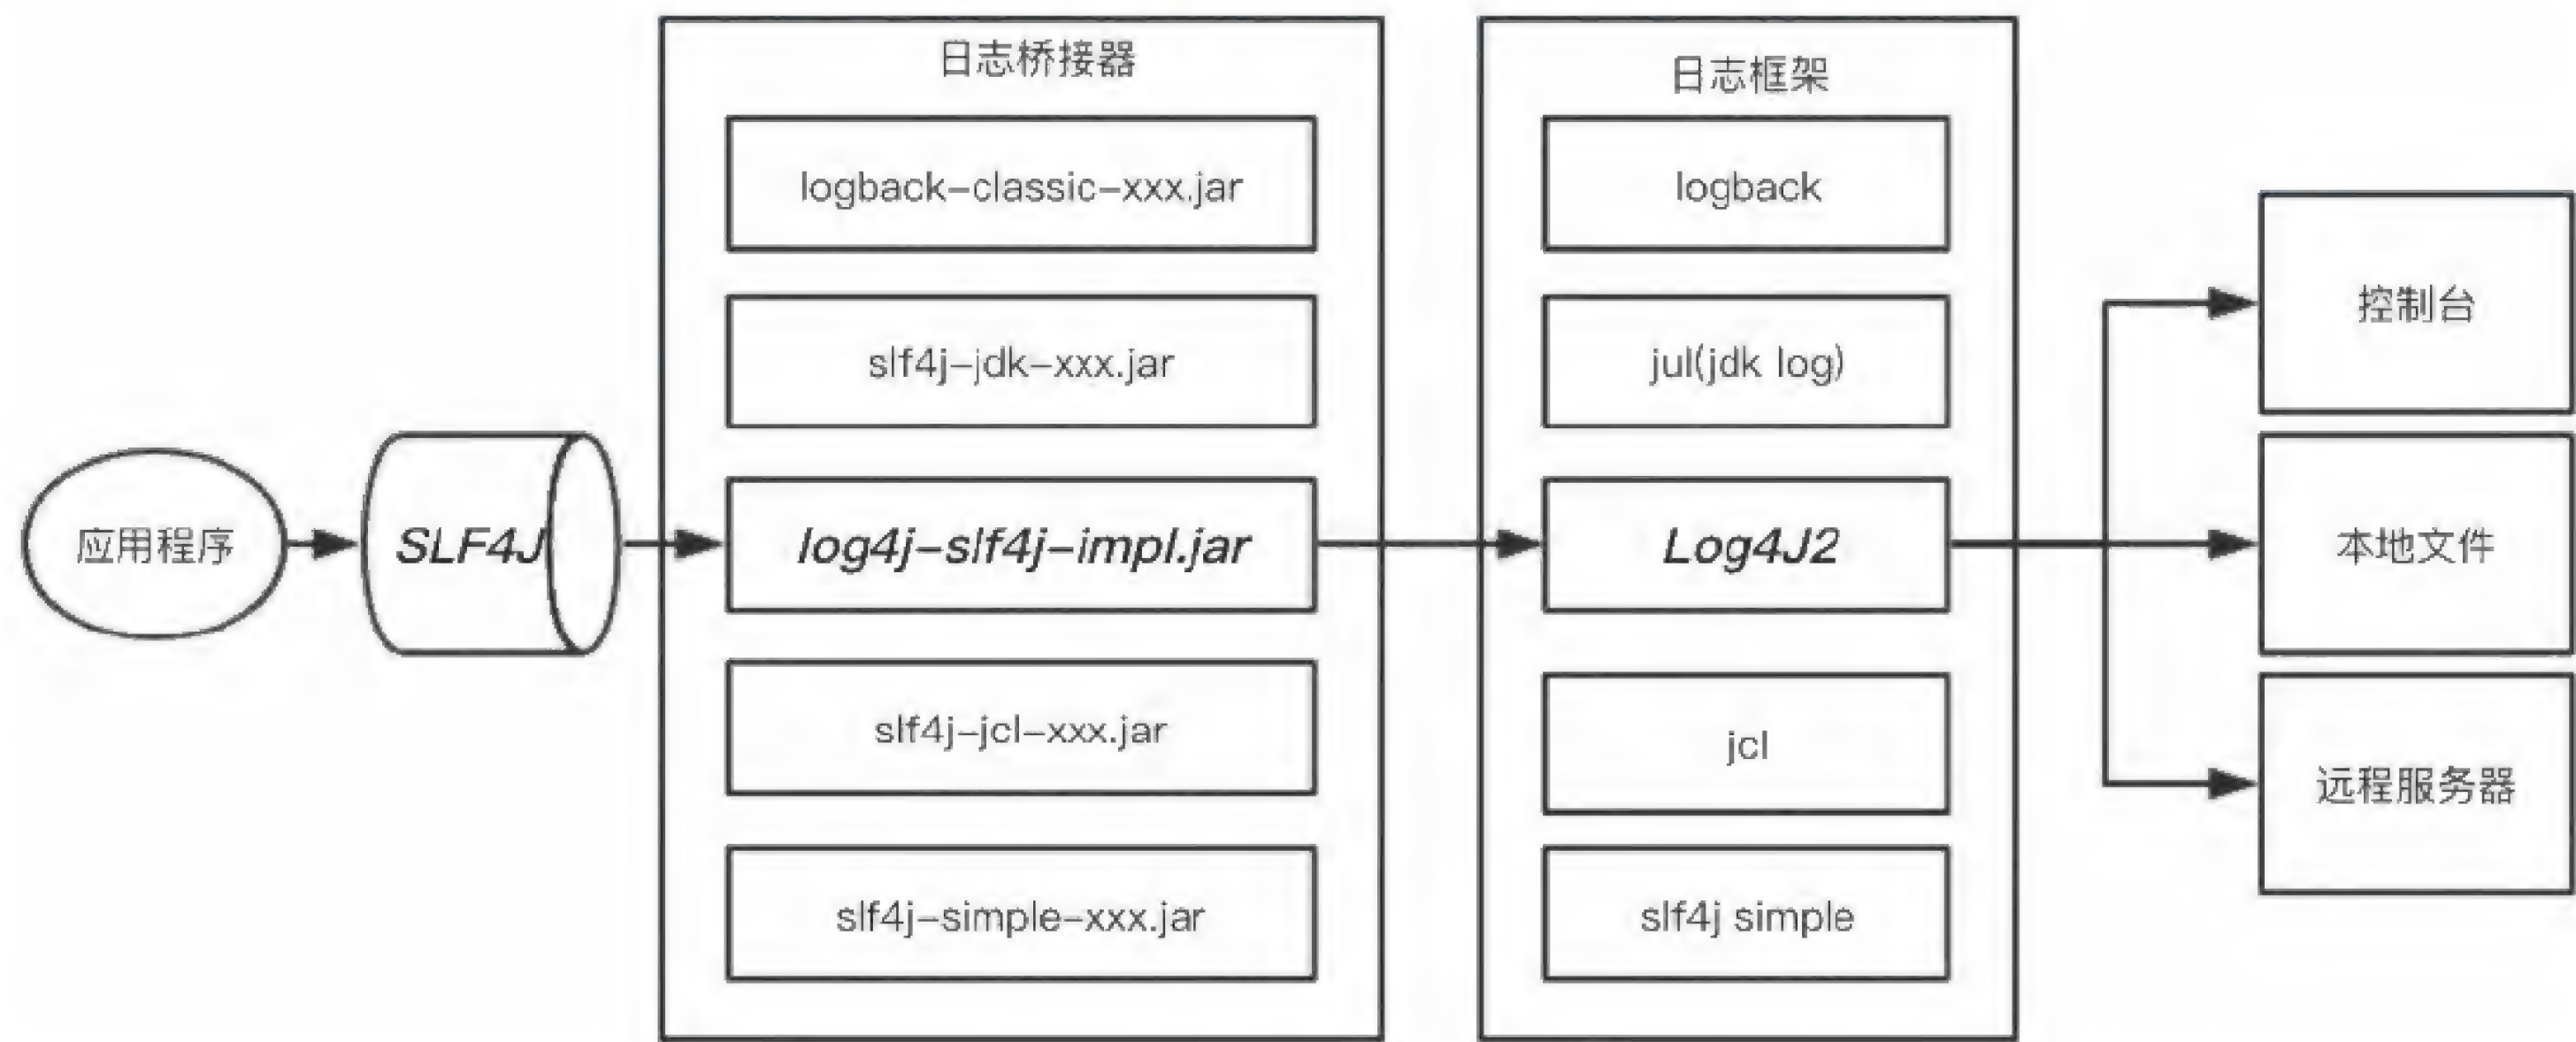 应用程序
SLF4J
日志桥接器
logback-classic-xxx.jar
slf4j-jdk-xxx.jar
log4j-slf4j-impl.jar
slf4j-jcl-xxx.jar
slf4j-simple-xxx.jar
日志框架
logback
jul(jdk log)
Log4J2
jcl
slf4j simple
控制台
本地文件
远程服务器